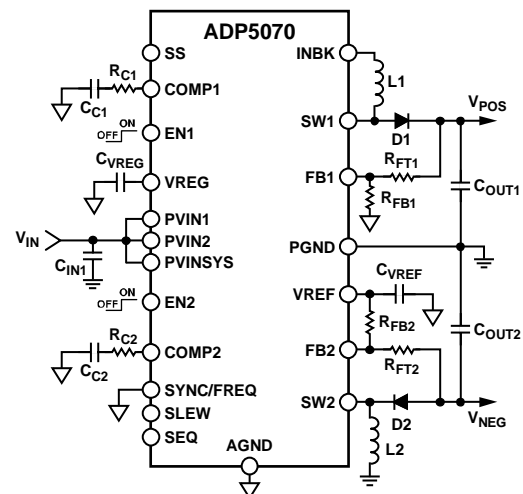 ADP5070
SS
INBK
L1
RC1
CC1
COMP1
SW1
D1
VPOS
ON
OFF
EN1
CVREG
VREG
FB1
RFT1
RFB1
COUT1
PVIN1
VIN
PVIN2
PGND
CIN1
PVINSYS
CVREF
VREF
ON
OFF
EN2
RFB2
RC2
CC2
COMP2
FB2
RFT2
COUT2
SYNC/FREQ
SW2
D2
VNEG
SLEW
SEQ
L2
AGND